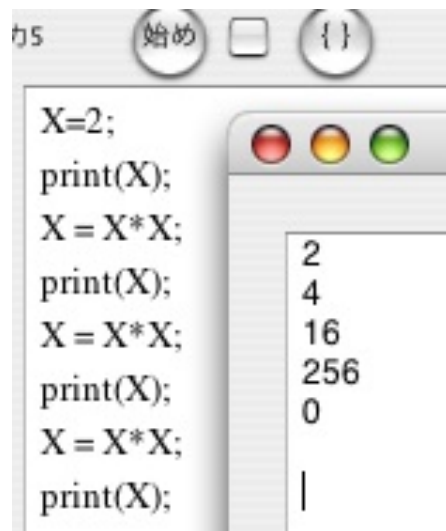 カ5
始め
{ }
X=2;
print(X);
X = X*X;
print(X);
X = X*X;
print(X);
X = X*X;
print(X);
2
4
16
256
0